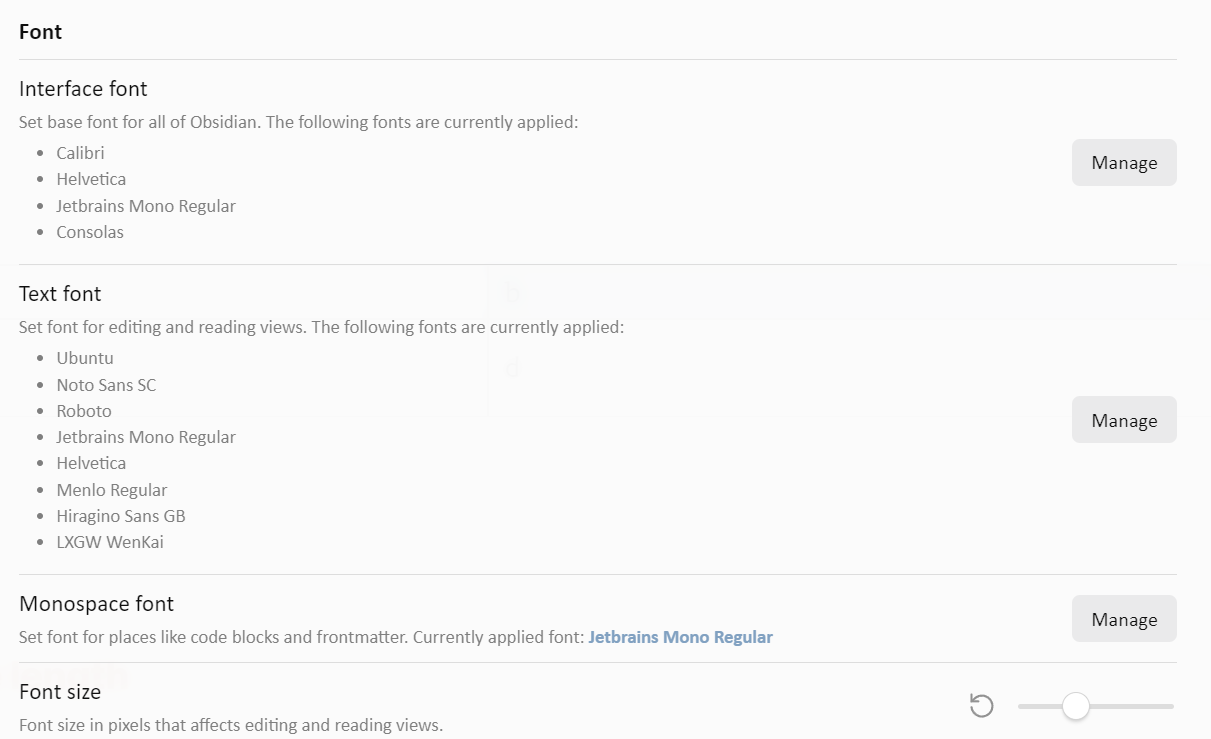 Font
Interface font
Set base font for all of Obsidian. The following fonts are currently applied:
Calibri
Helvetica
Jetbrains Mono Regular
Consolas
Manage
Text font
Set font for editing and reading views. The following fonts are currently applied:
Ubuntu
Noto Sans SC
Roboto
Jetbrains Mono Regular
Helvetica
Menlo Regular
Hiragino Sans GB
LXGW WenKai
Manage
Monospace font
Set font for places like code blocks and frontmatter. Currently applied font: Jetbrains Mono Regular
Manage
Font size
Font size in pixels that affects editing and reading views.